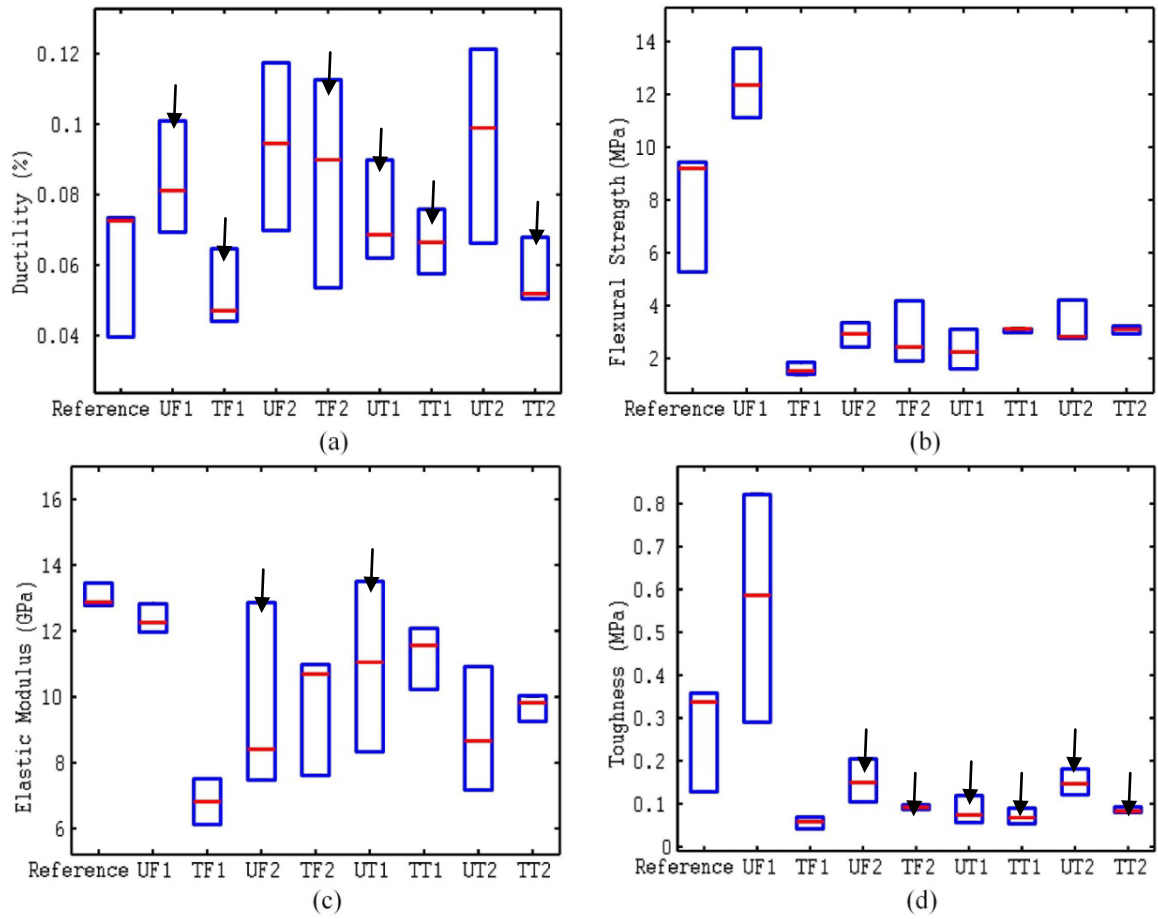 Ductility (%)
0.12
0.1
0.08
0.06
0.04
Reference UF1 TF1 UF2 TF2 UT1 TT1 UT2 TT2
(a)
Flexural Strength (MPa)
14
12
10
8
6
4
2
Reference UF1 TF1 UF2 TF2 UT1 TT1 UT2 TT2
(b)
Elastic Modulus (GPa)
16
14
12
10
8
6
Reference UF1 TF1 UF2 TF2 UT1 TT1 UT2 TT2
(c)
Toughness (MPa)
0.8
0.7
0.6
0.5
0.4
0.3
0.2
0.1
0
Reference UF1 TF1 UF2 TF2 UT1 TT1 UT2 TT2
(d)